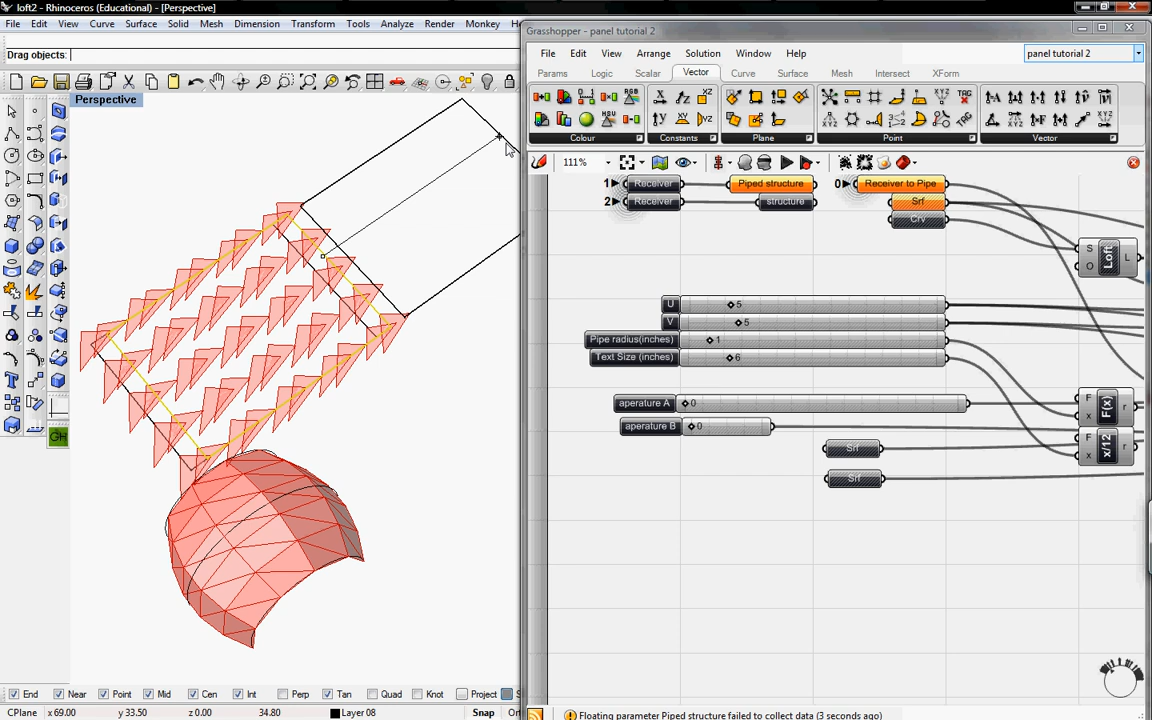 loft2 - Rhinoceros (Educational) - [Perspective]
File Edit View Curve Surface Solid Mesh Dimension Transform Tools Analyze Render Monkey H
Drag objects:
Perspective
Grasshopper - panel tutorial 2
File Edit View Arrange Solution Window Help
panel tutorial 2
Params Logic Scalar Vector Curve Surface Mesh Intersect XForm
Colour Constants Plane Point Vector
111%
1 Receiver Piped structure 0 Receiver to Pipe
2 Receiver structure Srf
Crv
S
O Loft L
U 5
V 5
Pipe radius(inches) 1
Text Size (inches) 6
aperature A 0
aperature B 0
F
x F(x) r
F
x x/12 r
Srf
Srf
End Near Point Mid Cen Int Perp Tan Quad Knot Project
CPlane x 69.00 y 33.50 z 0.00 34.80 Layer 08 Snap Ort
Floating parameter Piped structure failed to collect data (3 seconds ago)